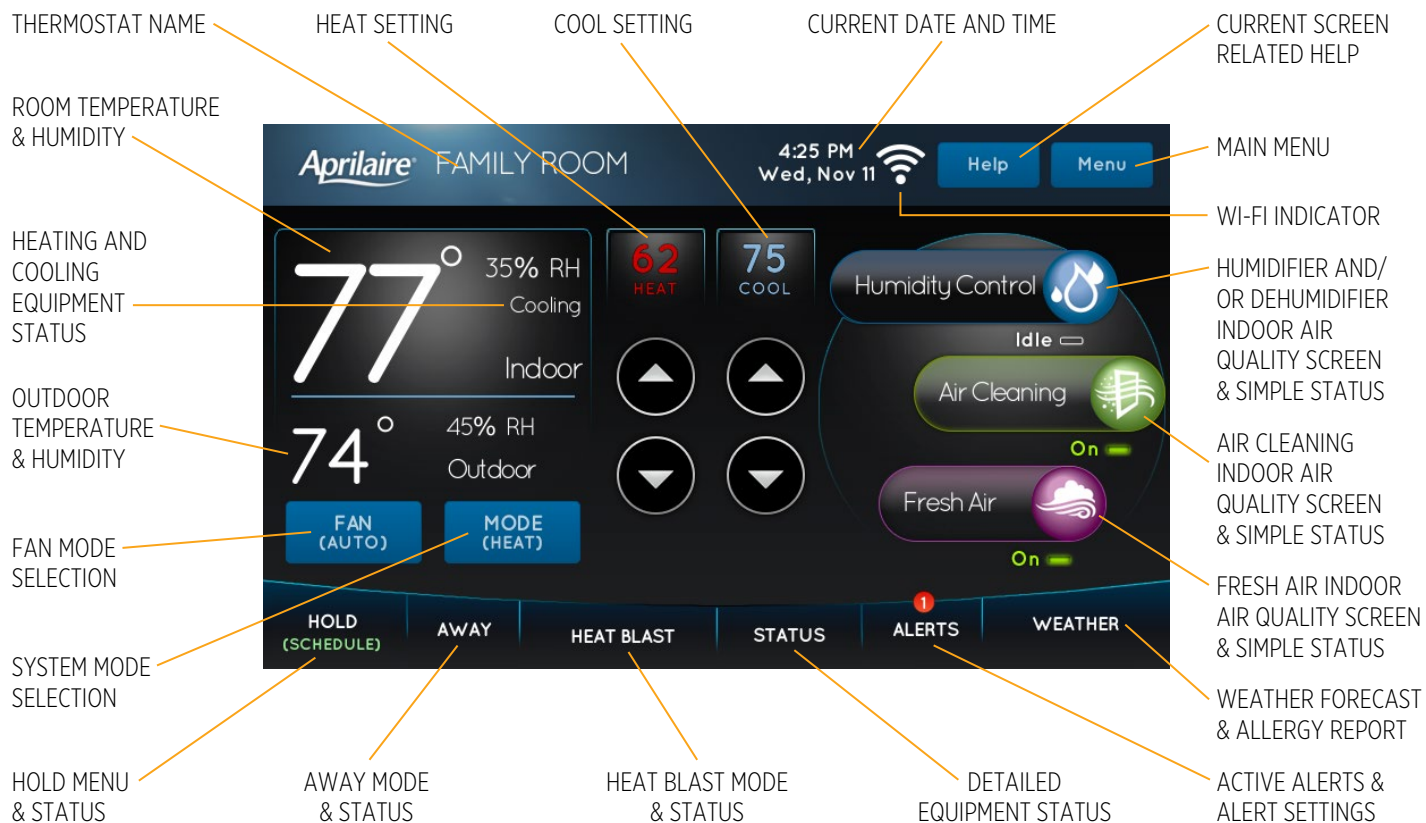 THERMOSTAT NAME
HEAT SETTING
COOL SETTING
CURRENT DATE AND TIME
CURRENT SCREEN
RELATED HELP
ROOM TEMPERATURE
& HUMIDITY
MAIN MENU
WI-FI INDICATOR
HEATING AND
COOLING
EQUIPMENT
STATUS
HUMIDIFIER AND/
OR DEHUMIDIFIER
INDOOR AIR
QUALITY SCREEN
& SIMPLE STATUS
OUTDOOR
TEMPERATURE
& HUMIDITY
AIR CLEANING
INDOOR AIR
QUALITY SCREEN
& SIMPLE STATUS
FAN MODE
SELECTION
FRESH AIR INDOOR
AIR QUALITY SCREEN
& SIMPLE STATUS
SYSTEM MODE
SELECTION
WEATHER FORECAST
& ALLERGY REPORT
HOLD MENU
& STATUS
AWAY MODE
& STATUS
HEAT BLAST MODE
& STATUS
DETAILED
EQUIPMENT STATUS
ACTIVE ALERTS &
ALERT SETTINGS
Aprilaire® FAMILY ROOM
4:25 PM
Wed, Nov 11
Help
Menu
77° 35% RH
Cooling
Indoor
74° 45% RH
Outdoor
62
HEAT
75
COOL
Humidity Control
Idle
Air Cleaning
On
Fresh Air
On
FAN
(AUTO)
MODE
(HEAT)
HOLD
(SCHEDULE)
AWAY
HEAT BLAST
STATUS
1
ALERTS
WEATHER